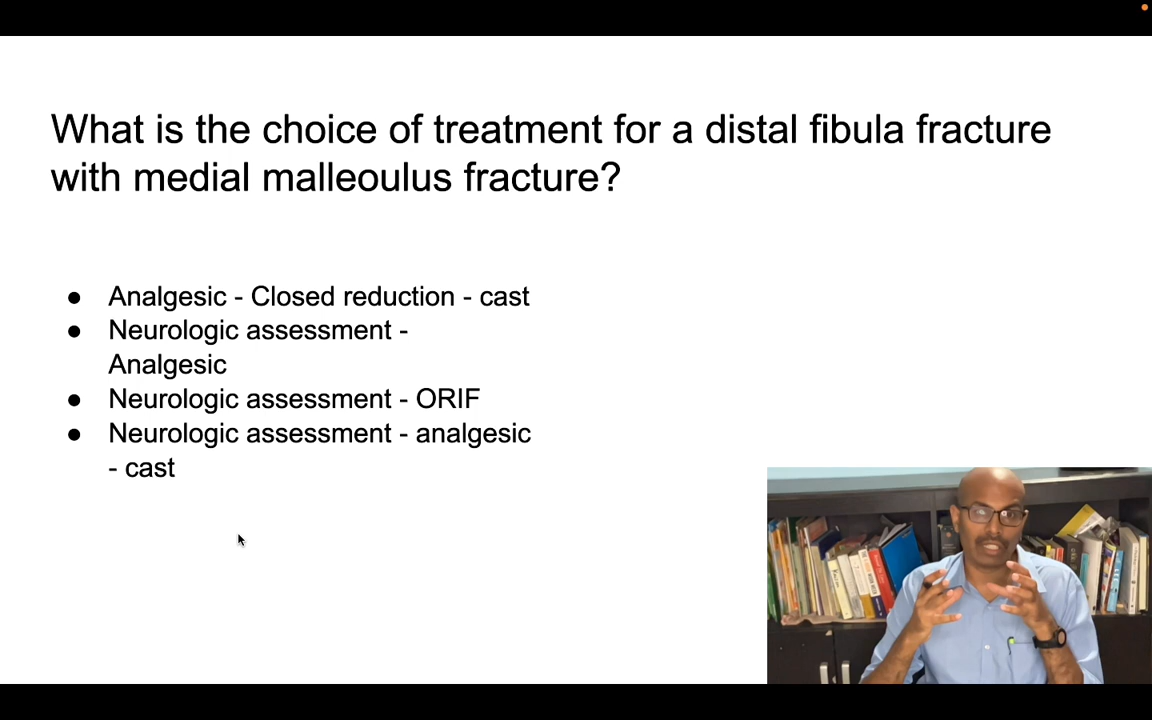 What is the choice of treatment for a distal fibula fracture
with medial malleoulus fracture?
● Analgesic - Closed reduction - cast
● Neurologic assessment -
Analgesic
● Neurologic assessment - ORIF
● Neurologic assessment - analgesic
- cast